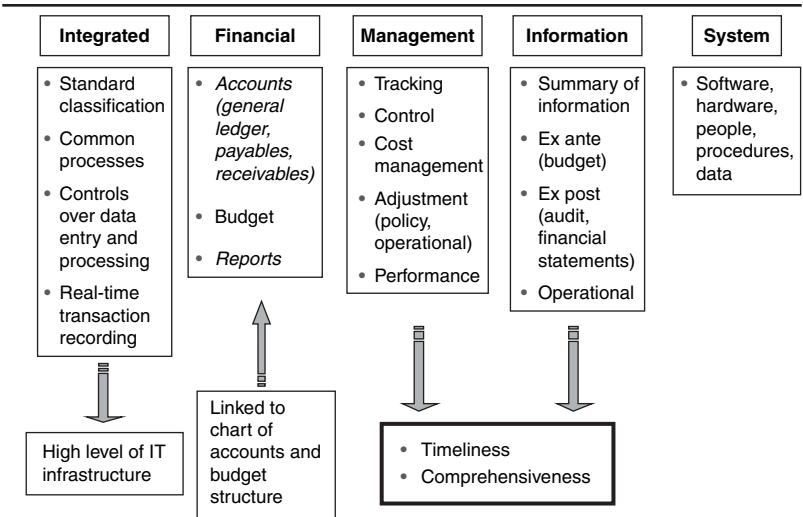 Integrated
Financial
Management
Information
System
• Standard
classification
• Common
processes
• Controls
over data
entry and
processing
• Real-time
transaction
recording
• Accounts
(general
ledger,
payables,
receivables)
• Budget
• Reports
• Tracking
• Control
• Cost
management
• Adjustment
(policy,
operational)
• Performance
• Summary of
information
• Ex ante
(budget)
• Ex post
(audit,
financial
statements)
• Operational
• Software,
hardware,
people,
procedures,
data
High level of IT
infrastructure
Linked to
chart of
accounts and
budget
structure
• Timeliness
• Comprehensiveness